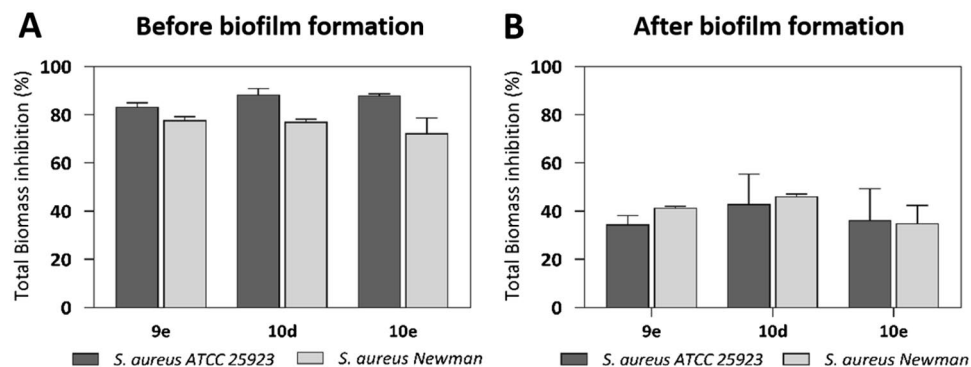 A Before biofilm formation
Total Biomass inhibition (%)
100
80
60
40
20
0
9e 10d 10e
S. aureus ATCC 25923 S. aureus Newman
B After biofilm formation
Total Biomass inhibition (%)
100
80
60
40
20
0
9e 10d 10e
S. aureus ATCC 25923 S. aureus Newman